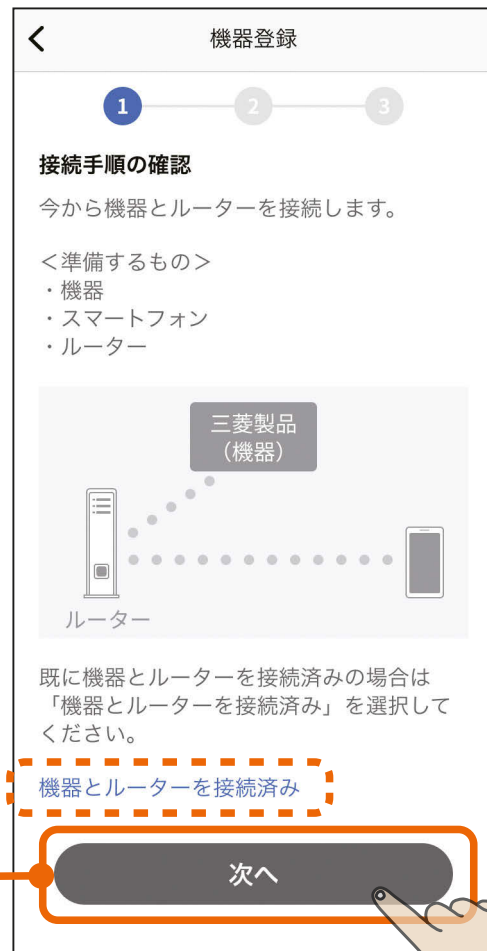 機器登録
1 2 3
接続手順の確認
今から機器とルーターを接続します。
＜準備するもの＞
・機器
・スマートフォン
・ルーター
三菱製品
（機器）
ルーター
既に機器とルーターを接続済みの場合は
「機器とルーターを接続済み」を選択して
ください。
機器とルーターを接続済み
次へ